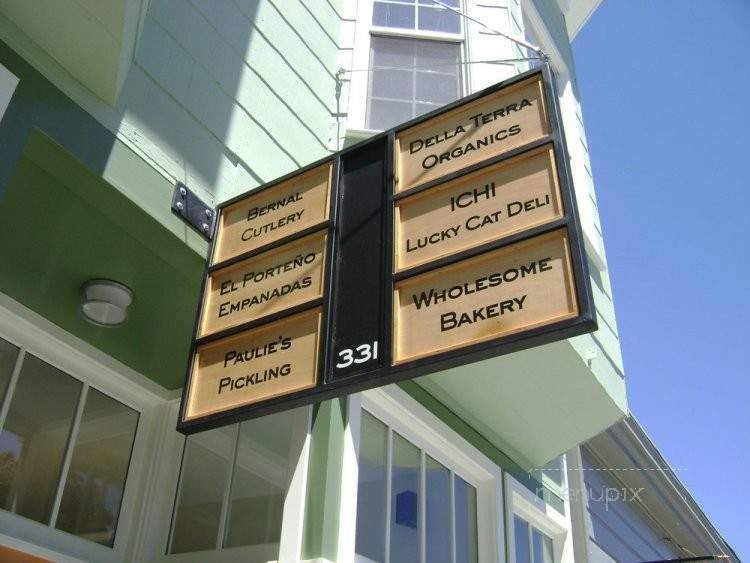 BERNAL
CUTLERY
EL PORTEÑO
EMPANADAS
PAULIE'S
PICKLING
331
DELLA TERRA
ORGANICS
ICHI
LUCKY CAT DELI
WHOLESOME
BAKERY
menupix